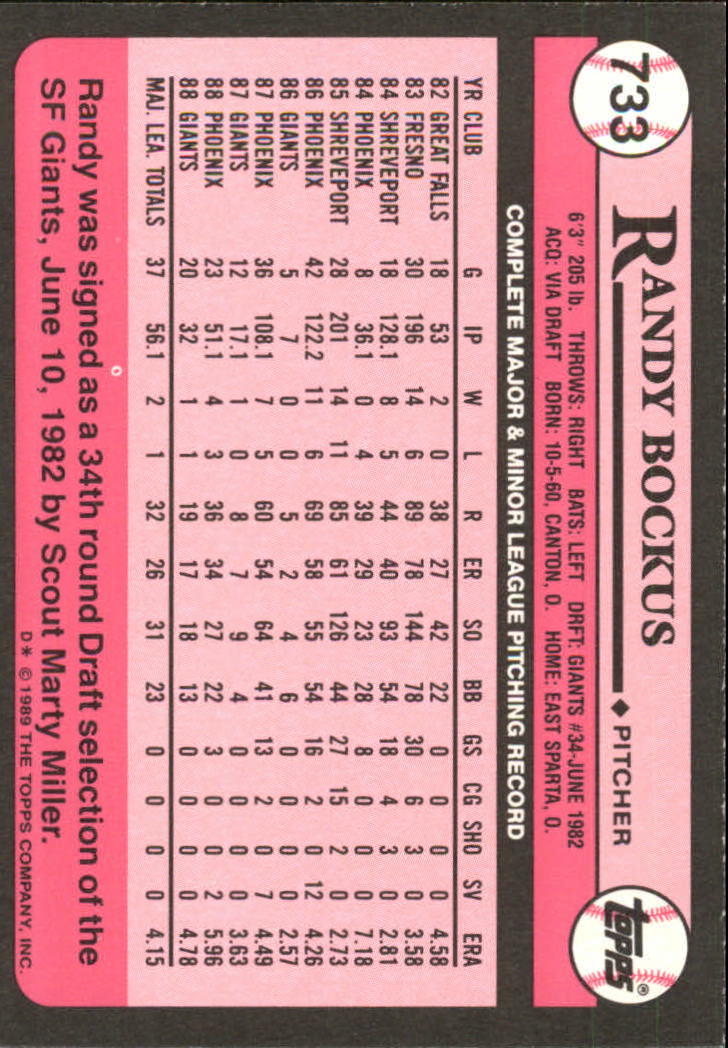 733
RANDY BOCKUS ◆ PITCHER
topps®
6'3" 205 lb. THROWS: RIGHT BATS: LEFT DRFT: GIANTS #34-JUNE 1982
ACQ: VIA DRAFT BORN: 10-5-60, CANTON, O. HOME: EAST SPARTA, O.
COMPLETE MAJOR & MINOR LEAGUE PITCHING RECORD
YR CLUB G IP W L R ER SO BB GS CG SHO SV ERA
82 GREAT FALLS 18 53 2 0 38 27 42 22 0 0 0 0 4.58
83 FRESNO 30 196 14 6 89 78 144 78 30 6 3 0 3.58
84 SHREVEPORT 18 128.1 8 5 44 40 93 54 18 4 3 0 2.81
84 PHOENIX 8 36.1 0 4 39 29 23 28 8 0 0 0 7.18
85 SHREVEPORT 28 201 14 11 85 61 126 44 27 15 2 0 2.73
86 PHOENIX 42 122.2 11 6 69 58 55 54 16 2 0 12 4.26
86 GIANTS 5 7 0 0 5 2 4 6 0 0 0 0 2.57
87 PHOENIX 36 108.1 7 5 60 54 64 41 13 2 0 7 4.49
87 GIANTS 12 17.1 1 0 8 7 9 4 0 0 0 0 3.63
88 PHOENIX 23 51.1 4 3 36 34 27 22 3 0 0 2 5.96
88 GIANTS 20 32 1 1 19 17 18 13 0 0 0 0 4.78
MAJ. LEA. TOTALS 37 56.1 2 1 32 26 31 23 0 0 0 0 4.15
Randy was signed as a 34th round Draft selection of the
SF Giants, June 10, 1982 by Scout Marty Miller.
D* © 1989 THE TOPPS COMPANY, INC.